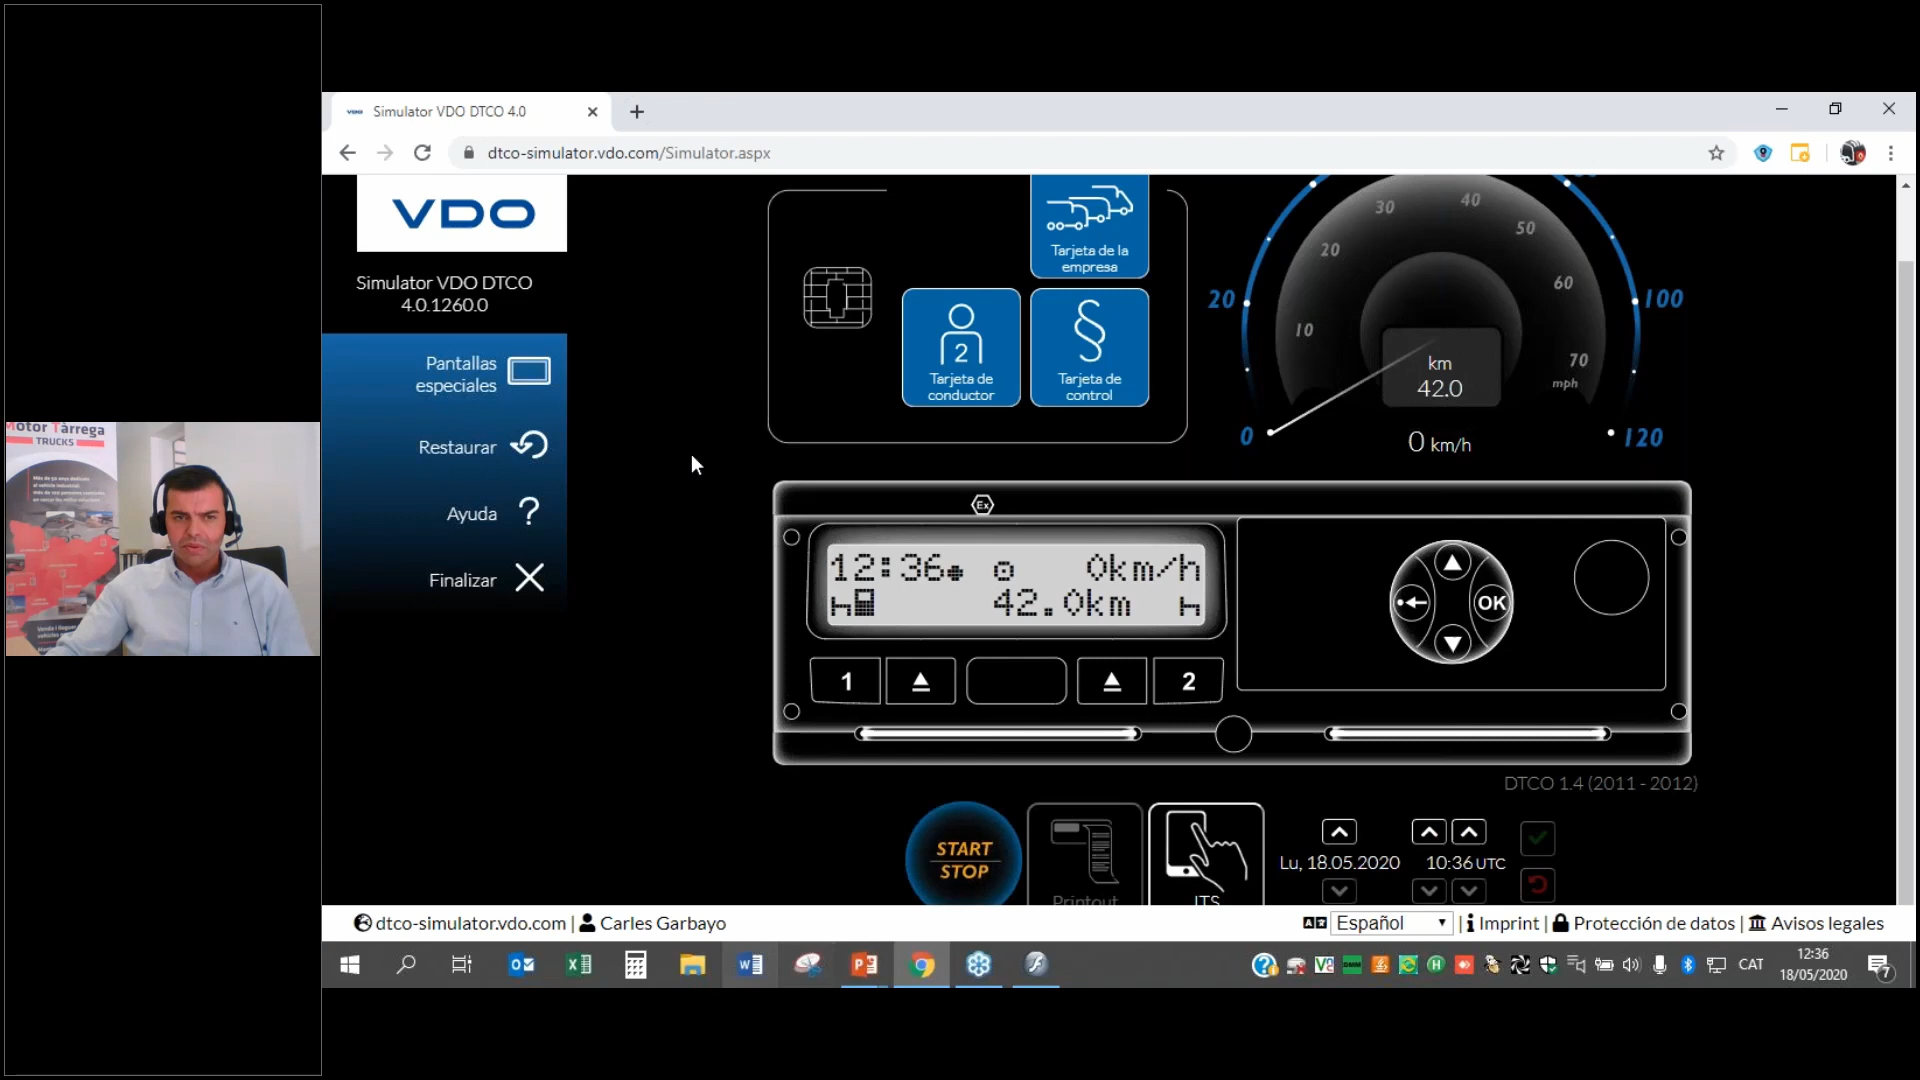 Motor Tàrrega
TRUCKS
Simulator VDO DTCO 4.0
dtco-simulator.vdo.com/Simulator.aspx
VDO
Simulator VDO DTCO
4.0.1260.0
Pantallas
especiales
Restaurar
Ayuda
?
Finalizar
Tarjeta de la
empresa
2
Tarjeta de
conductor
§
Tarjeta de
control
10
20
30
40
50
60
70
mph
0
20
100
120
km
42.0
0 km/h
Ex
12:36 0km/h
h 42.0km h
1
2
OK
DTCO 1.4 (2011 - 2012)
START
STOP
Printout
ITS
Lu, 18.05.2020
10:36 UTC
dtco-simulator.vdo.com | Carles Garbayo
Español | Imprint | Protección de datos | Avisos legales
CAT
12:36
18/05/2020
7